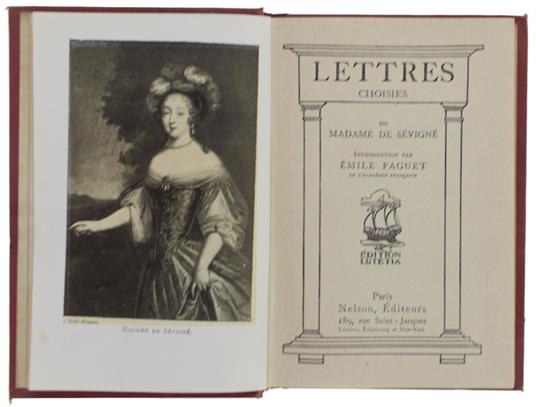 MADAME DE SÉVIGNÉ.
LETTRES
CHOISIES
DE
MADAME DE SÉVIGNÉ
INTRODUCTION PAR
ÉMILE FAGUET
DE L'ACADÉMIE FRANÇAISE
ÉDITION
LUTETIA
Paris
Nelson, Éditeurs
189, rue Saint-Jacques
Londres, Édimbourg et New-York